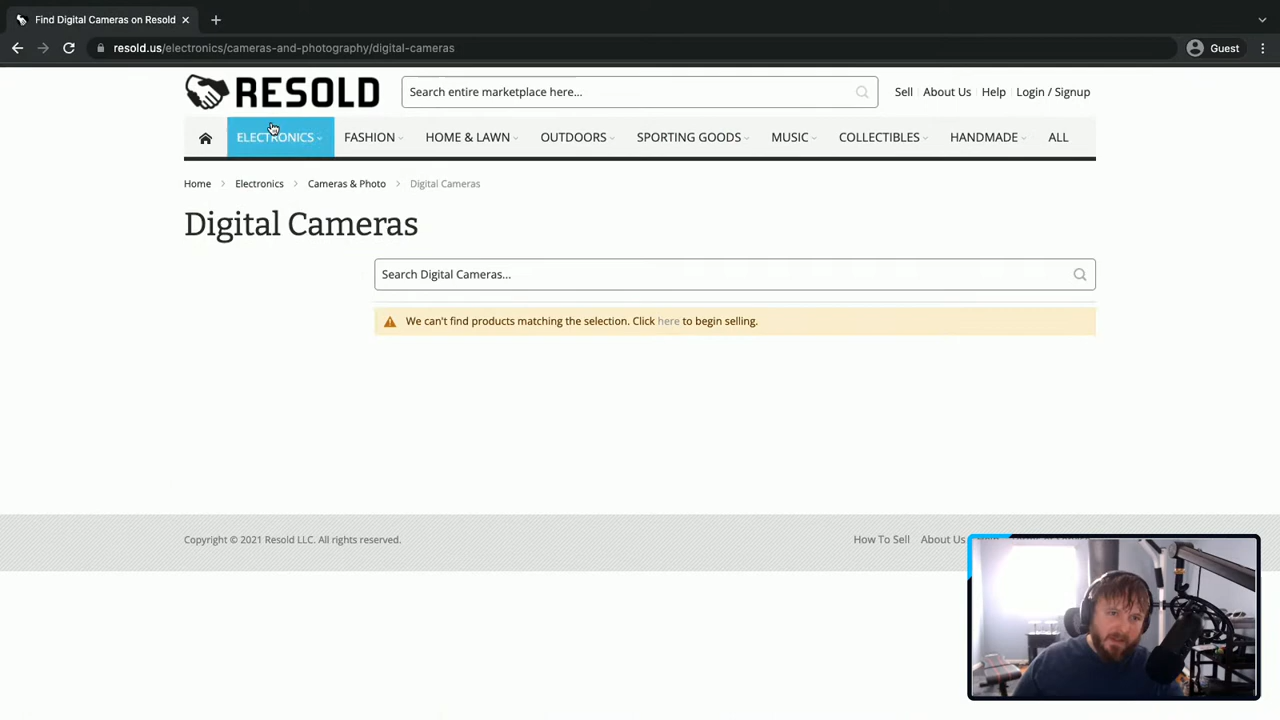 Find Digital Cameras on Resold
resold.us/electronics/cameras-and-photography/digital-cameras
Guest
RESOLD
Search entire marketplace here...
Sell About Us Help Login / Signup
ELECTRONICS FASHION HOME & LAWN OUTDOORS SPORTING GOODS MUSIC COLLECTIBLES HANDMADE ALL
Home Electronics Cameras & Photo Digital Cameras
Digital Cameras
Search Digital Cameras...
We can't find products matching the selection. Click here to begin selling.
Copyright © 2021 Resold LLC. All rights reserved.
How To Sell About Us